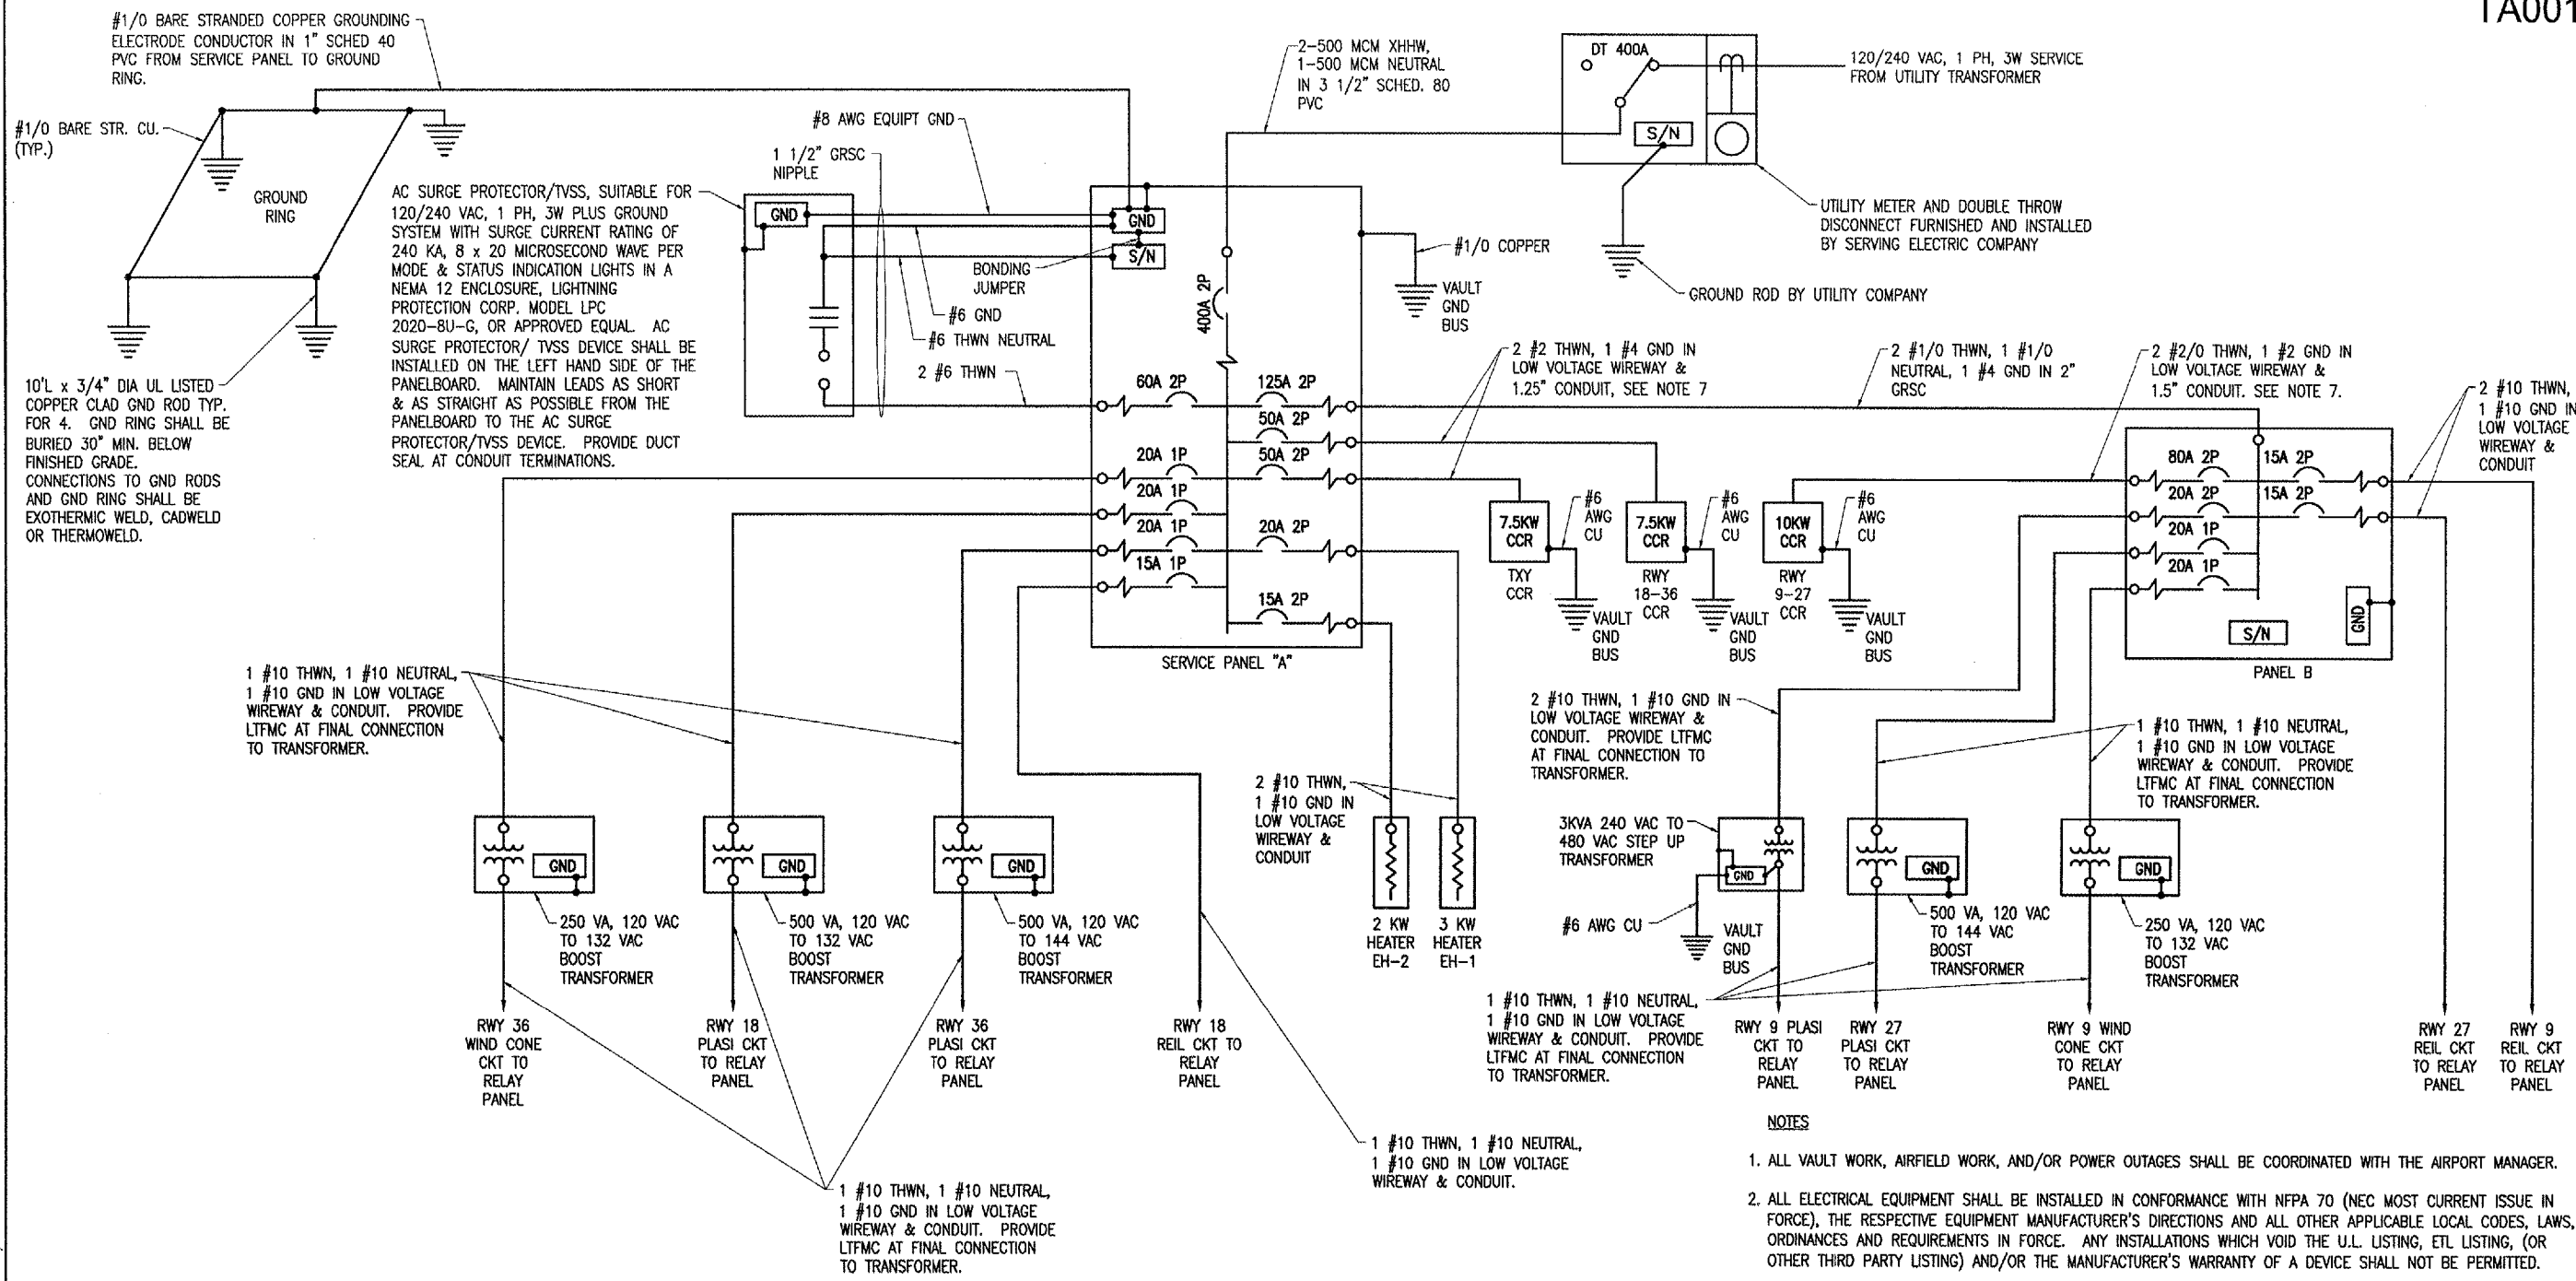 TA001
#1/0 BARE STRANDED COPPER GROUNDING
ELECTRODE CONDUCTOR IN 1" SCHED 40
PVC FROM SERVICE PANEL TO GROUND
RING.
#1/0 BARE STR. CU.
(TYP.)
GROUND
RING
10'L x 3/4" DIA UL LISTED
COPPER CLAD GND ROD TYP.
FOR 4. GND RING SHALL BE
BURIED 30" MIN. BELOW
FINISHED GRADE.
CONNECTIONS TO GND RODS
AND GND RING SHALL BE
EXOTHERMIC WELD, CADWELD
OR THERMOWELD.
AC SURGE PROTECTOR/TVSS, SUITABLE FOR
120/240 VAC, 1 PH, 3W PLUS GROUND
SYSTEM WITH SURGE CURRENT RATING OF
240 KA, 8 x 20 MICROSECOND WAVE PER
MODE & STATUS INDICATION LIGHTS IN A
NEMA 12 ENCLOSURE, LIGHTNING
PROTECTION CORP. MODEL LPC
2020-8U-G, OR APPROVED EQUAL. AC
SURGE PROTECTOR/ TVSS DEVICE SHALL BE
INSTALLED ON THE LEFT HAND SIDE OF THE
PANELBOARD. MAINTAIN LEADS AS SHORT
& AS STRAIGHT AS POSSIBLE FROM THE
PANELBOARD TO THE AC SURGE
PROTECTOR/TVSS DEVICE. PROVIDE DUCT
SEAL AT CONDUIT TERMINATIONS.
#8 AWG EQUIPT GND
1 1/2" GRSC
NIPPLE
GND
GND
S/N
BONDING
JUMPER
#6 GND
#6 THWN NEUTRAL
2 #6 THWN
2-500 MCM XHHW,
1-500 MCM NEUTRAL
IN 3 1/2" SCHED. 80
PVC
DT 400A
S/N
120/240 VAC, 1 PH, 3W SERVICE
FROM UTILITY TRANSFORMER
UTILITY METER AND DOUBLE THROW
DISCONNECT FURNISHED AND INSTALLED
BY SERVING ELECTRIC COMPANY
GROUND ROD BY UTILITY COMPANY
#1/0 COPPER
VAULT
GND
BUS
400A 2P
60A 2P
125A 2P
50A 2P
20A 1P
50A 2P
20A 1P
20A 1P
20A 2P
15A 1P
15A 2P
SERVICE PANEL "A"
2 #2 THWN, 1 #4 GND IN
LOW VOLTAGE WIREWAY &
1.25" CONDUIT, SEE NOTE 7
2 #1/0 THWN, 1 #1/0
NEUTRAL, 1 #4 GND IN 2"
GRSC
2 #2/0 THWN, 1 #2 GND IN
LOW VOLTAGE WIREWAY &
1.5" CONDUIT. SEE NOTE 7.
2 #10 THWN,
1 #10 GND IN
LOW VOLTAGE
WIREWAY &
CONDUIT
7.5KW
CCR
TXY
CCR
#6
AWG
CU
VAULT
GND
BUS
7.5KW
CCR
RWY
18-36
CCR
#6
AWG
CU
VAULT
GND
BUS
10KW
CCR
RWY
9-27
CCR
#6
AWG
CU
VAULT
GND
BUS
80A 2P
15A 2P
20A 2P
15A 2P
20A 1P
20A 1P
S/N
GND
PANEL B
1 #10 THWN, 1 #10 NEUTRAL,
1 #10 GND IN LOW VOLTAGE
WIREWAY & CONDUIT. PROVIDE
LTFMC AT FINAL CONNECTION
TO TRANSFORMER.
GND
250 VA, 120 VAC
TO 132 VAC
BOOST
TRANSFORMER
GND
500 VA, 120 VAC
TO 132 VAC
BOOST
TRANSFORMER
GND
500 VA, 120 VAC
TO 144 VAC
BOOST
TRANSFORMER
RWY 36
WIND CONE
CKT TO
RELAY
PANEL
RWY 18
PLASI CKT
TO RELAY
PANEL
RWY 36
PLASI CKT
TO RELAY
PANEL
RWY 18
REIL CKT TO
RELAY
PANEL
2 #10 THWN,
1 #10 GND IN
LOW VOLTAGE
WIREWAY &
CONDUIT
2 KW
HEATER
EH-2
3 KW
HEATER
EH-1
2 #10 THWN, 1 #10 GND IN
LOW VOLTAGE WIREWAY &
CONDUIT. PROVIDE LTFMC
AT FINAL CONNECTION TO
TRANSFORMER.
3KVA 240 VAC TO
480 VAC STEP UP
TRANSFORMER
GND
#6 AWG CU
VAULT
GND
BUS
1 #10 THWN, 1 #10 NEUTRAL,
1 #10 GND IN LOW VOLTAGE
WIREWAY & CONDUIT. PROVIDE
LTFMC AT FINAL CONNECTION
TO TRANSFORMER.
GND
500 VA, 120 VAC
TO 144 VAC
BOOST
TRANSFORMER
GND
250 VA, 120 VAC
TO 132 VAC
BOOST
TRANSFORMER
1 #10 THWN, 1 #10 NEUTRAL,
1 #10 GND IN LOW VOLTAGE
WIREWAY & CONDUIT. PROVIDE
LTFMC AT FINAL CONNECTION
TO TRANSFORMER.
RWY 9 PLASI
CKT TO
RELAY
PANEL
RWY 27
PLASI CKT
TO RELAY
PANEL
RWY 9 WIND
CONE CKT
TO RELAY
PANEL
RWY 27
REIL CKT
TO RELAY
PANEL
RWY 9
REIL CKT
TO RELAY
PANEL
1 #10 THWN, 1 #10 NEUTRAL,
1 #10 GND IN LOW VOLTAGE
WIREWAY & CONDUIT.
1 #10 THWN, 1 #10 NEUTRAL,
1 #10 GND IN LOW VOLTAGE
WIREWAY & CONDUIT. PROVIDE
LTFMC AT FINAL CONNECTION
TO TRANSFORMER.
NOTES
1. ALL VAULT WORK, AIRFIELD WORK, AND/OR POWER OUTAGES SHALL BE COORDINATED WITH THE AIRPORT MANAGER.
2. ALL ELECTRICAL EQUIPMENT SHALL BE INSTALLED IN CONFORMANCE WITH NFPA 70 (NEC MOST CURRENT ISSUE IN
FORCE), THE RESPECTIVE EQUIPMENT MANUFACTURER'S DIRECTIONS AND ALL OTHER APPLICABLE LOCAL CODES, LAWS,
ORDINANCES AND REQUIREMENTS IN FORCE. ANY INSTALLATIONS WHICH VOID THE U.L. LISTING, ETL LISTING, (OR
OTHER THIRD PARTY LISTING) AND/OR THE MANUFACTURER'S WARRANTY OF A DEVICE SHALL NOT BE PERMITTED.